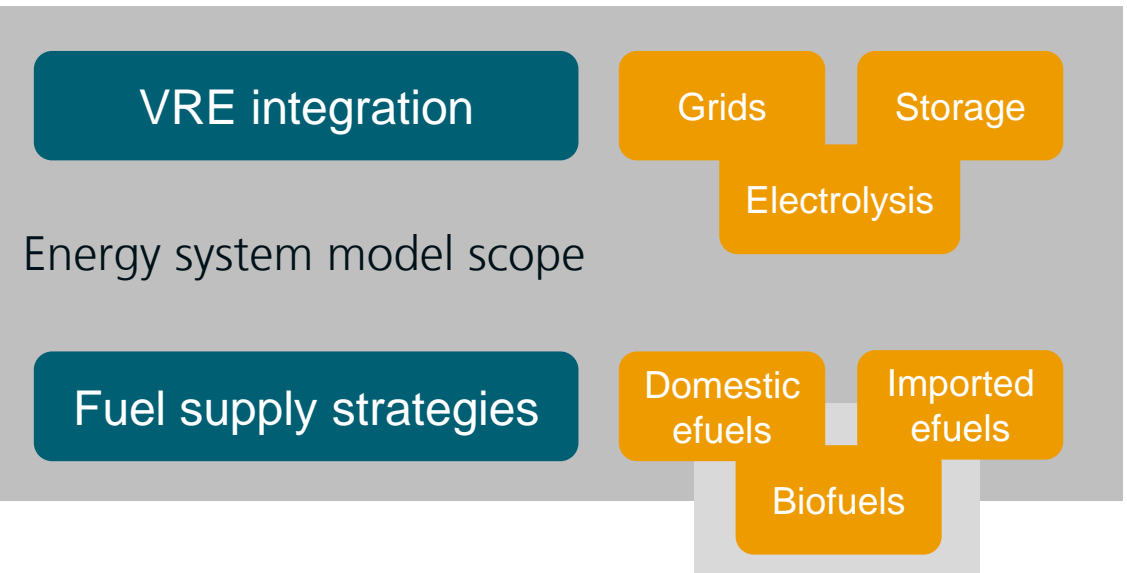 VRE integration
Grids
Storage
Electrolysis
Energy system model scope
Fuel supply strategies
Domestic
efuels
Imported
efuels
Biofuels